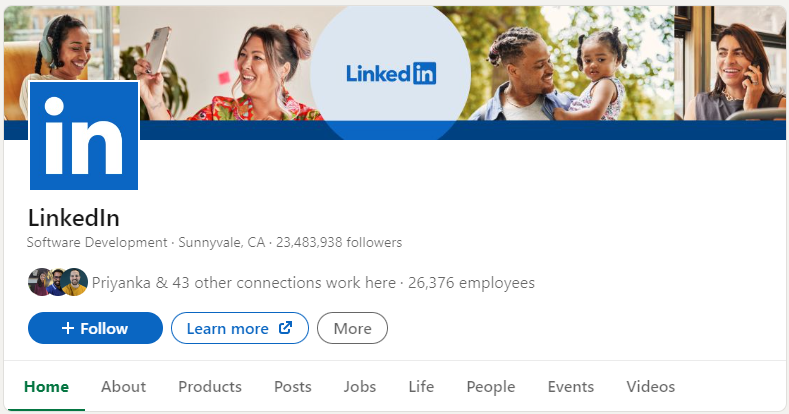 LinkedIn
in
LinkedIn
Software Development · Sunnyvale, CA · 23,483,938 followers
Priyanka & 43 other connections work here · 26,376 employees
+ Follow
Learn more
More
Home About Products Posts Jobs Life People Events Videos